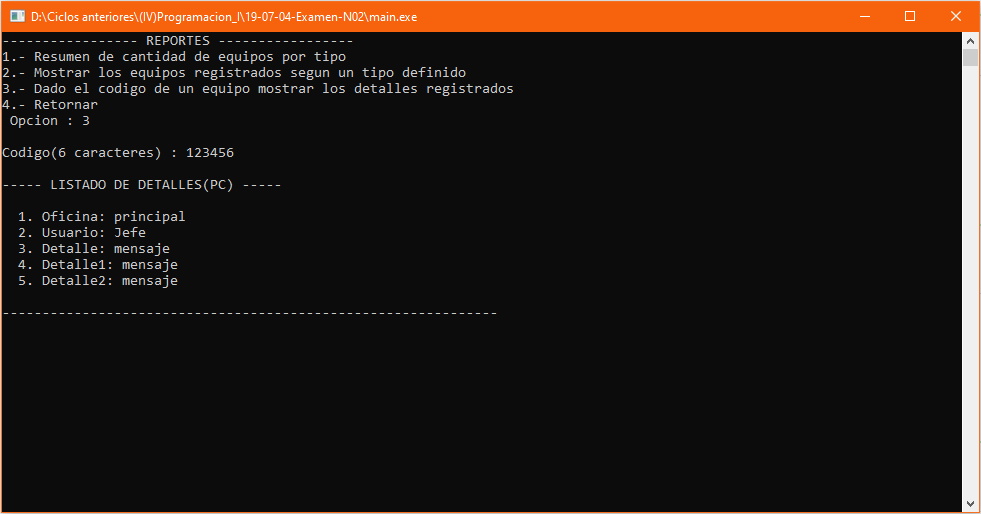 D:\Ciclos anteriores\(IV)Programacion_I\19-07-04-Examen-N02\main.exe
----------------- REPORTES -----------------
1.- Resumen de cantidad de equipos por tipo
2.- Mostrar los equipos registrados segun un tipo definido
3.- Dado el codigo de un equipo mostrar los detalles registrados
4.- Retornar
Opcion : 3
Codigo(6 caracteres) : 123456
----- LISTADO DE DETALLES(PC) -----
1. Oficina: principal
2. Usuario: Jefe
3. Detalle: mensaje
4. Detalle1: mensaje
5. Detalle2: mensaje
--------------------------------------------------------------